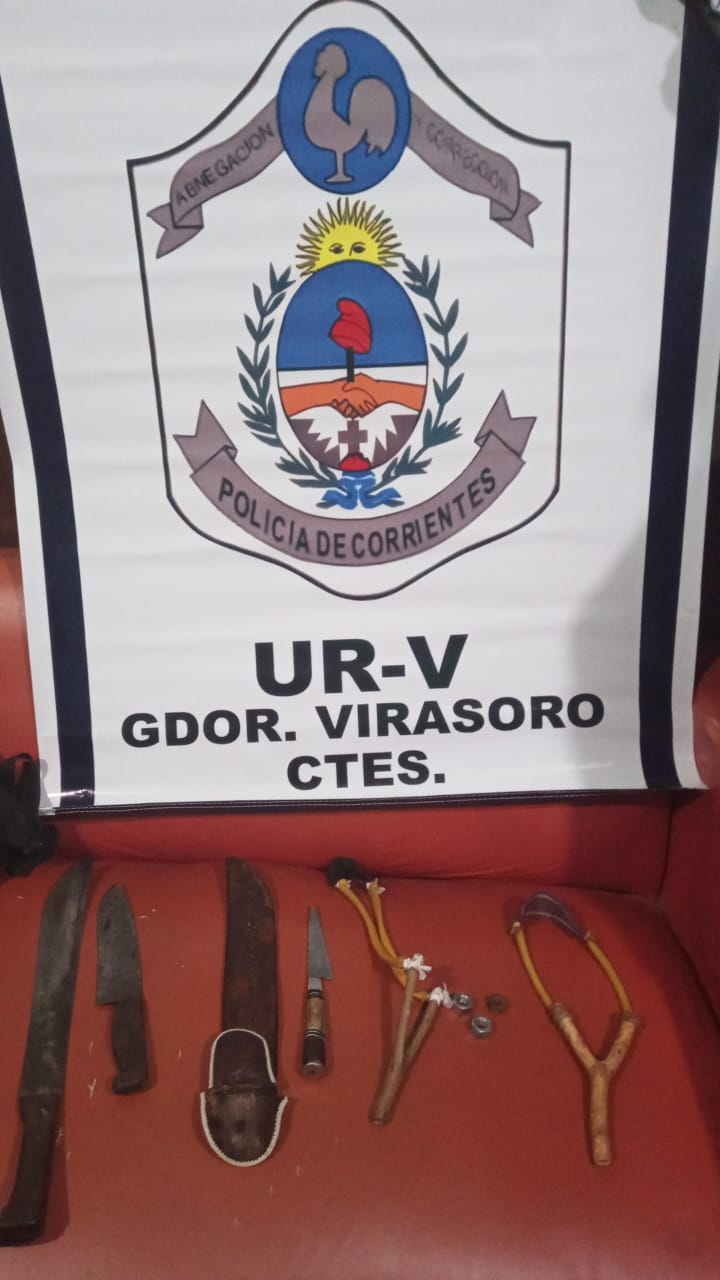 ABNEGACION Y CORRECCION
POLICIA DE CORRIENTES
UR-V
GDOR. VIRASORO
CTES.